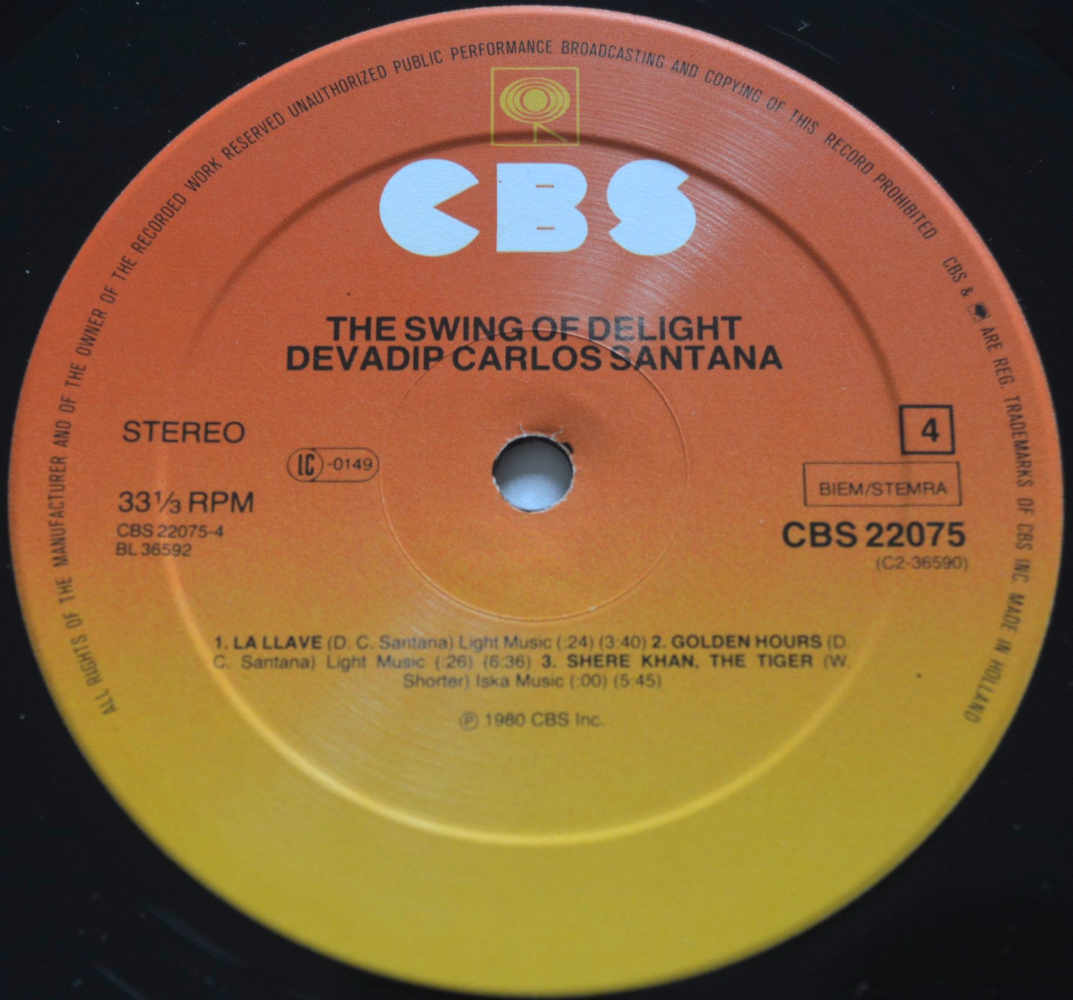 ALL RIGHTS OF THE MANUFACTURER AND OF THE OWNER OF THE RECORDED WORK RESERVED UNAUTHORIZED PUBLIC PERFORMANCE BROADCASTING AND COPYING OF THIS RECORD PROHIBITED
CBS & ARE REG. TRADEMARKS OF CBS INC. MADE IN HOLLAND
CBS
THE SWING OF DELIGHT
DEVADIP CARLOS SANTANA
STEREO
LC -0149
4
33⅓ RPM
BIEM/STEMRA
CBS 22075-4
CBS 22075
BL 36592
(C2-36590)
1. LA LLAVE (D. C. Santana) Light Music (:24) (3:40) 2. GOLDEN HOURS (D.
C. Santana) Light Music (:26) (6:36) 3. SHERE KHAN, THE TIGER (W.
Shorter) Iska Music (:00) (5:45)
℗ 1980 CBS Inc.